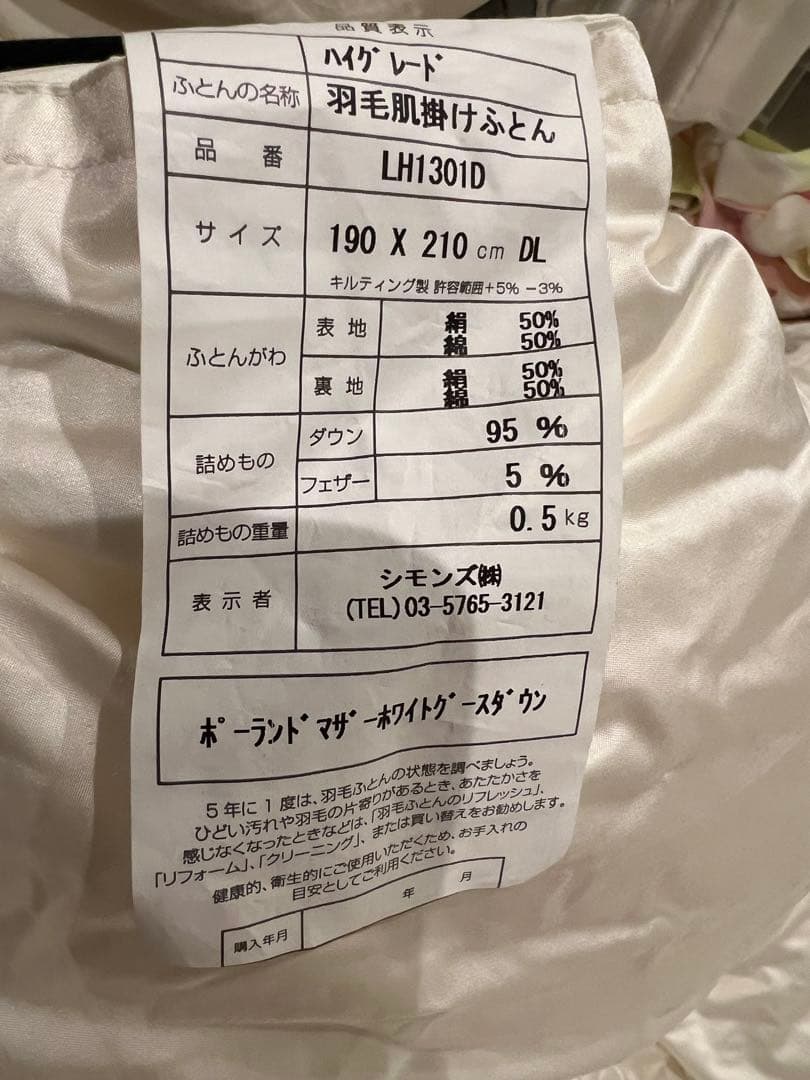 品質表示
ハイグレード
ふとんの名称 羽毛肌掛けふとん
品番 LH1301D
サイズ 190 X 210 cm DL
キルティング製 許容範囲+5% -3%
ふとんがわ 表地 絹 50%
綿 50%
裏地 絹 50%
綿 50%
詰めもの ダウン 95 %
フェザー 5 %
詰めもの重量 0.5 kg
表示者 シモンズ㈱
(TEL)03-5765-3121
ポーランドマザーホワイトグースダウン
5年に1度は、羽毛ふとんの状態を調べましょう。
ひどい汚れや羽毛の片寄りがあるとき、あたたかさを
感じなくなったときなどは、「羽毛ふとんのリフレッシュ」、
「リフォーム」、「クリーニング」、または買い替えをお勧めします。
健康的、衛生的にご使用いただくため、お手入れの
目安としてご利用ください。
購入年月 年 月